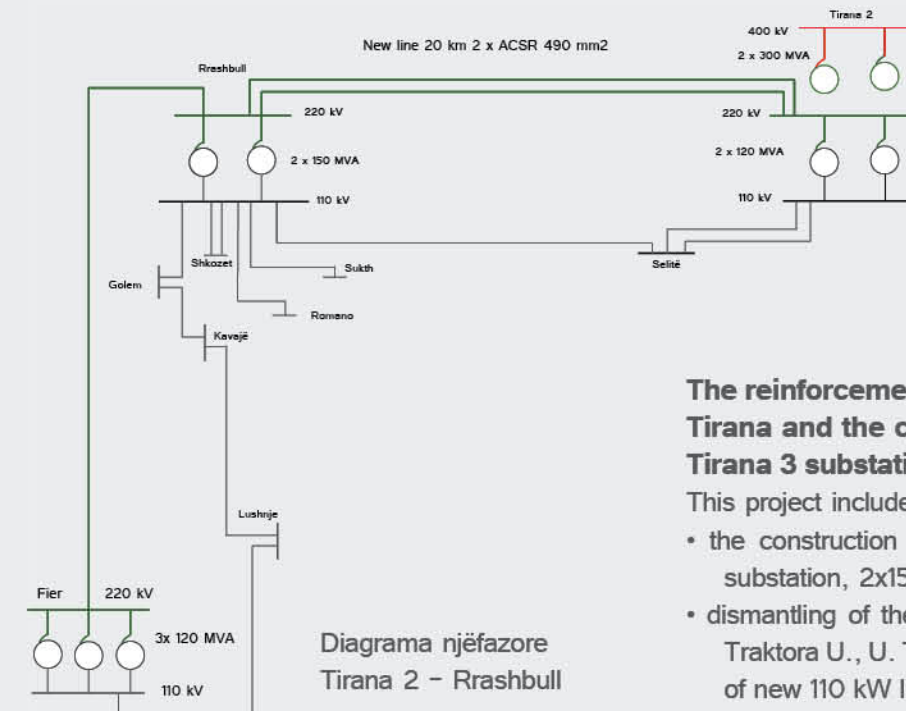 Tirana 2
400 kV
New line 20 km 2 x ACSR 490 mm2
2 x 300 MVA
Rrashbull
220 kV
220 kV
2 x 150 MVA
2 x 120 MVA
110 kV
110 kV
Shkozet
Sukth
Selitë
Golem
Romano
Kavajë
Lushnje
Fier
220 kV
3x 120 MVA
110 kV
Diagrama njëfazore
Tirana 2 – Rrashbull
The reinforceme
Tirana and the c
Tirana 3 substati
This project include
• the construction
substation, 2x15
• dismantling of the
Traktora U., U. T
of new 110 kW l